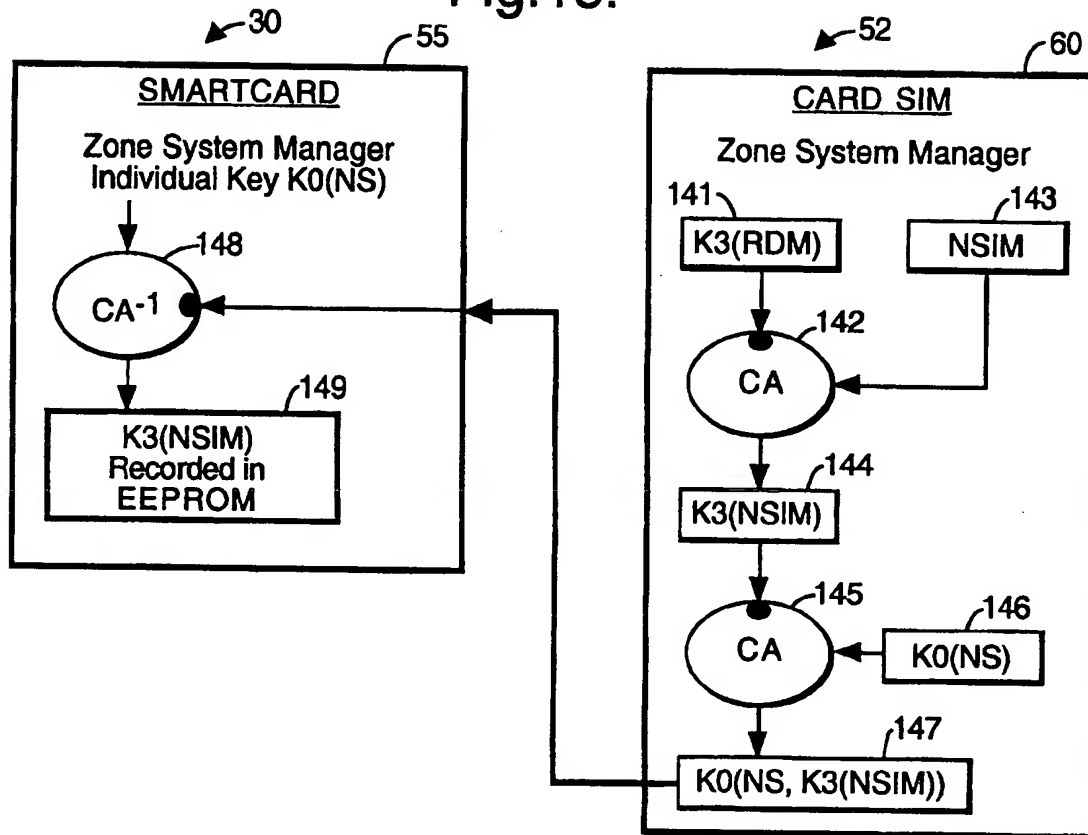 30
55
SMARTCARD
Zone System Manager
Individual Key K0(NS)
148
CA-1
149
K3(NSIM)
Recorded in
EEPROM
52
60
CARD SIM
Zone System Manager
141
143
K3(RDM)
NSIM
142
CA
144
K3(NSIM)
145
146
CA
K0(NS)
147
K0(NS, K3(NSIM))